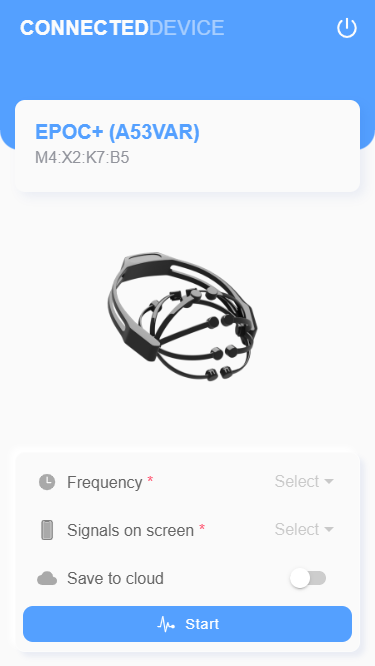 CONNECTEDDEVICE
EPOC+ (A53VAR)
M4:X2:K7:B5
Frequency * Select
Signals on screen * Select
Save to cloud
Start